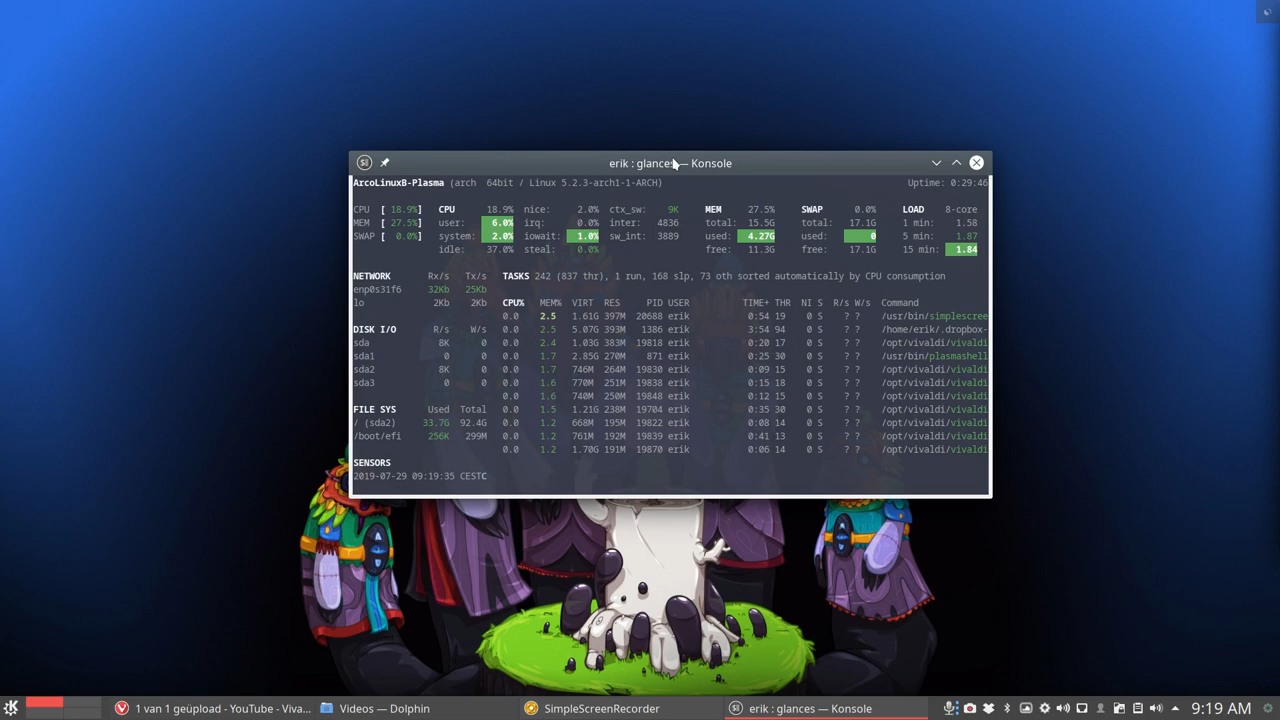 erik : glances — Konsole
ArcoLinuxB-Plasma (arch 64bit / Linux 5.2.3-arch1-1-ARCH) Uptime: 0:29:46
CPU [ 18.9%] CPU 18.9% nice: 2.0% ctx_sw: 9K MEM 27.5% SWAP 0.0% LOAD 8-core
MEM [ 27.5%] user: 6.0% irq: 0.0% inter: 4836 total: 15.5G total: 17.1G 1 min: 1.58
SWAP [ 0.0%] system: 2.0% iowait: 1.0% sw_int: 3889 used: 4.27G used: 0 5 min: 1.87
idle: 37.0% steal: 0.0% free: 11.3G free: 17.1G 15 min: 1.84
NETWORK Rx/s Tx/s TASKS 242 (837 thr), 1 run, 168 slp, 73 oth sorted automatically by CPU consumption
enp0s31f6 32Kb 25Kb
lo 2Kb 2Kb CPU% MEM% VIRT RES PID USER TIME+ THR NI S R/s W/s Command
0.0 2.5 1.61G 397M 20688 erik 0:54 19 0 S ? ? /usr/bin/simplescree
DISK I/O R/s W/s 0.0 2.5 5.07G 393M 1386 erik 3:54 94 0 S ? ? /home/erik/.dropbox-
sda 8K 0 0.0 2.4 1.03G 383M 19818 erik 0:20 17 0 S ? ? /opt/vivaldi/vivaldi
sda1 0 0 0.0 1.7 2.85G 270M 871 erik 0:25 30 0 S ? ? /usr/bin/plasmashell
sda2 8K 0 0.0 1.7 746M 264M 19830 erik 0:09 15 0 S ? ? /opt/vivaldi/vivaldi
sda3 0 0 0.0 1.6 770M 251M 19838 erik 0:15 18 0 S ? ? /opt/vivaldi/vivaldi
0.0 1.6 740M 250M 19848 erik 0:12 15 0 S ? ? /opt/vivaldi/vivaldi
FILE SYS Used Total 0.0 1.5 1.21G 238M 19704 erik 0:35 30 0 S ? ? /opt/vivaldi/vivaldi
/ (sda2) 33.7G 92.4G 0.0 1.2 668M 195M 19822 erik 0:08 14 0 S ? ? /opt/vivaldi/vivaldi
/boot/efi 256K 299M 0.0 1.2 761M 192M 19839 erik 0:41 13 0 S ? ? /opt/vivaldi/vivaldi
0.0 1.2 1.70G 191M 19870 erik 0:06 14 0 S ? ? /opt/vivaldi/vivaldi
SENSORS
2019-07-29 09:19:35 CESTC
1 van 1 geüpload - YouTube - Viva... Videos — Dolphin SimpleScreenRecorder erik : glances — Konsole 9:19 AM